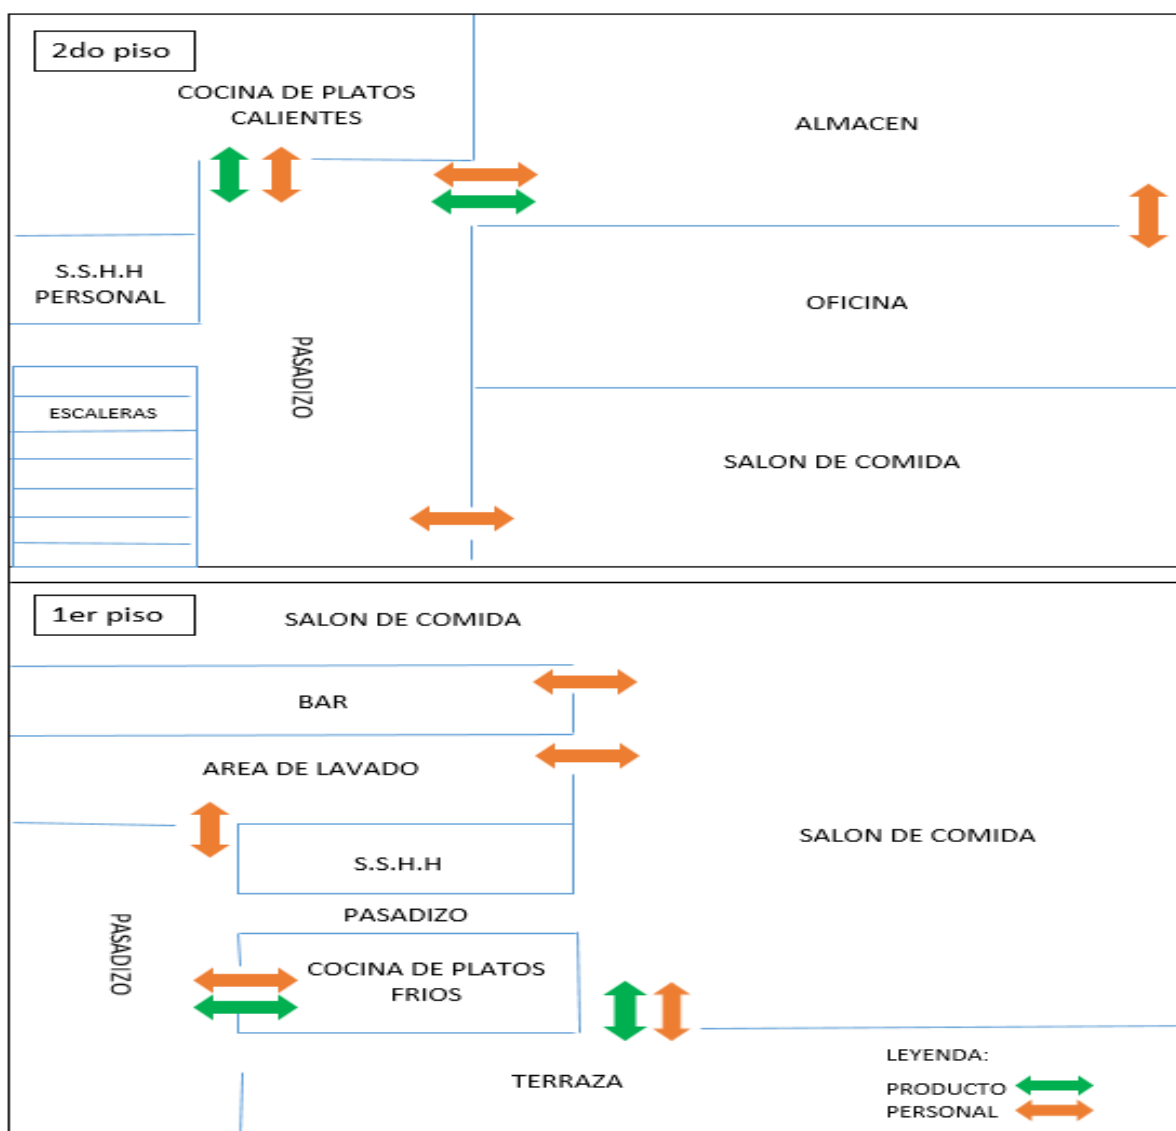 2do piso
COCINA DE PLATOS
CALIENTES
ALMACEN
S.S.H.H
PERSONAL
OFICINA
PASADIZO
ESCALERAS
SALON DE COMIDA
1er piso
SALON DE COMIDA
BAR
AREA DE LAVADO
SALON DE COMIDA
S.S.H.H
PASADIZO
PASADIZO
COCINA DE PLATOS
FRIOS
TERRAZA
LEYENDA:
PRODUCTO
PERSONAL